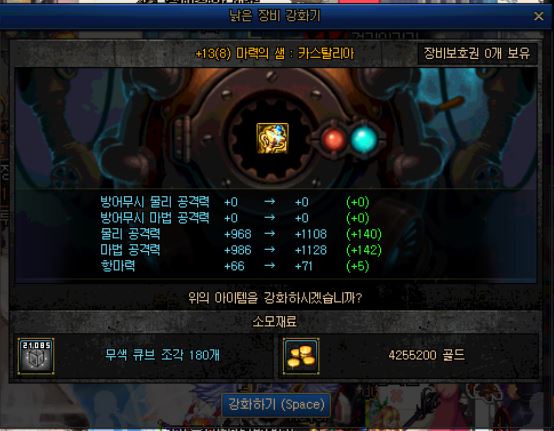 낡은 장비 강화기
+13(8) 마력의 샘 : 카스탈리아
장비보호권 0개 보유
방어무시 물리 공격력 +0 → +0 (+0)
방어무시 마법 공격력 +0 → +0 (+0)
물리 공격력 +968 → +1108 (+140)
마법 공격력 +986 → +1128 (+142)
항마력 +66 → +71 (+5)
위의 아이템을 강화하시겠습니까?
소모재료
21,085
무색 큐브 조각 180개
4255200 골드
강화하기 (Space)